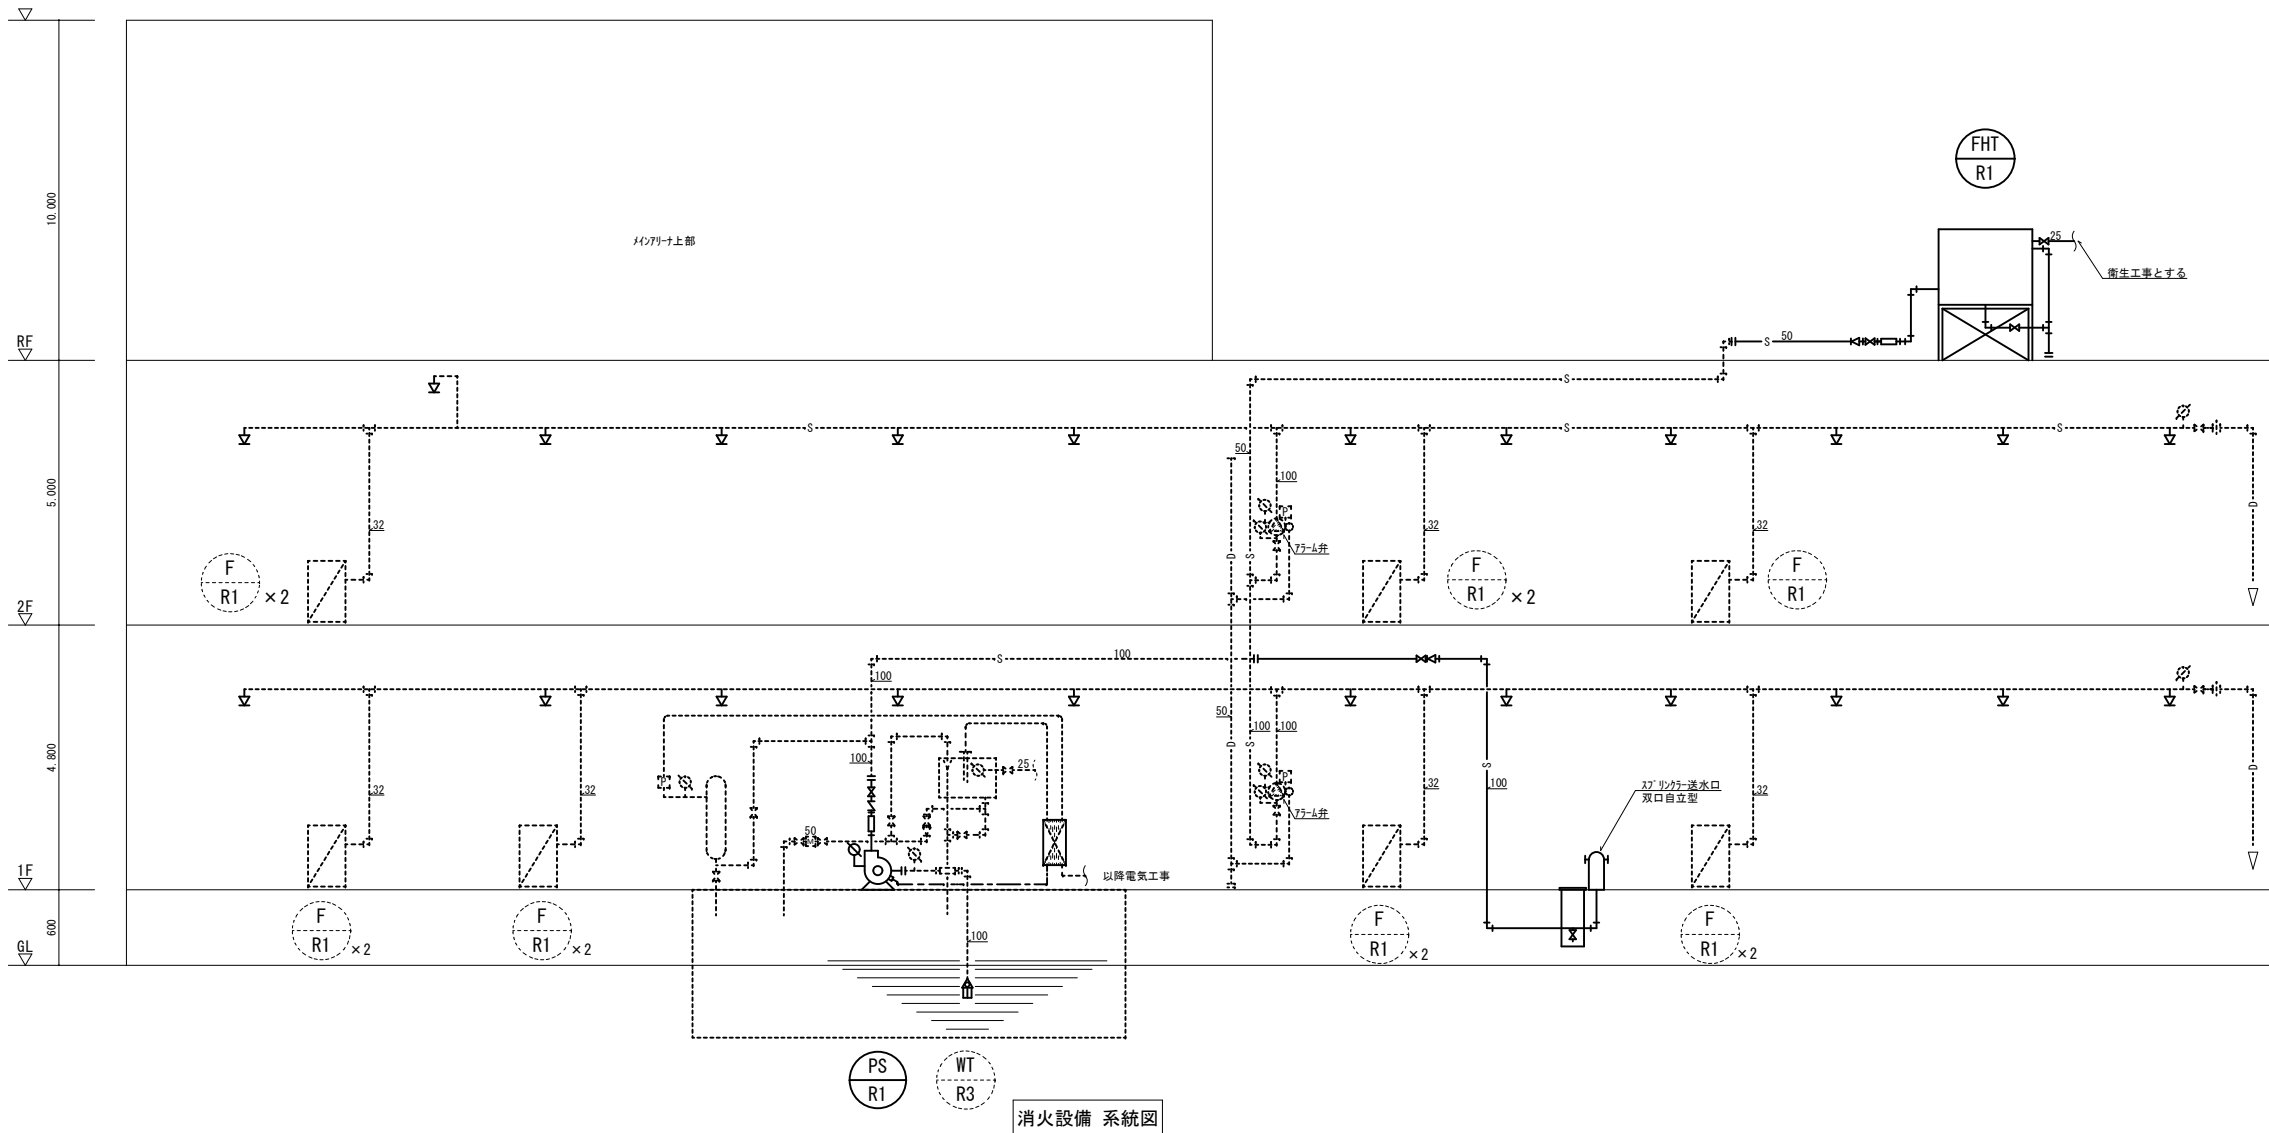 10.000
メインアリーナ上部
FHT
R1
25
衛生工事とする
RF
S
50
S
S
S
S
50
100
5.000
32
P
32
32
D
D
S
アラーム弁
F
R1
×2
F
R1
×2
F
R1
2F
S
100
100
50
100
100
D
S
S
D
4.800
100
25
P
P
32
32
32
32
100
スプリンクラー送水口
双口自立型
50
M
アラーム弁
1F
以降電気工事
600
F
R1
×2
F
R1
×2
100
F
R1
×2
F
R1
×2
GL
PS
R1
WT
R3
消火設備 系統図